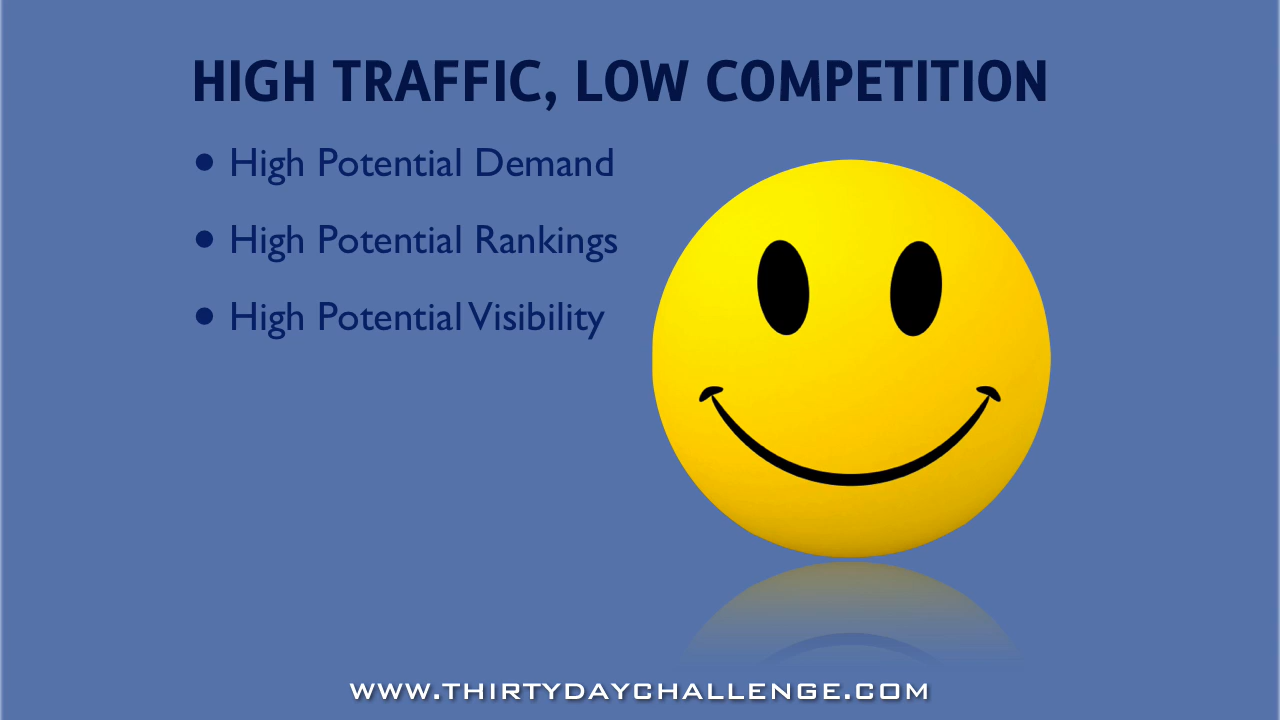 HIGH TRAFFIC, LOW COMPETITION
• High Potential Demand
• High Potential Rankings
• High Potential Visibility
WWW.THIRTYDAYCHALLENGE.COM